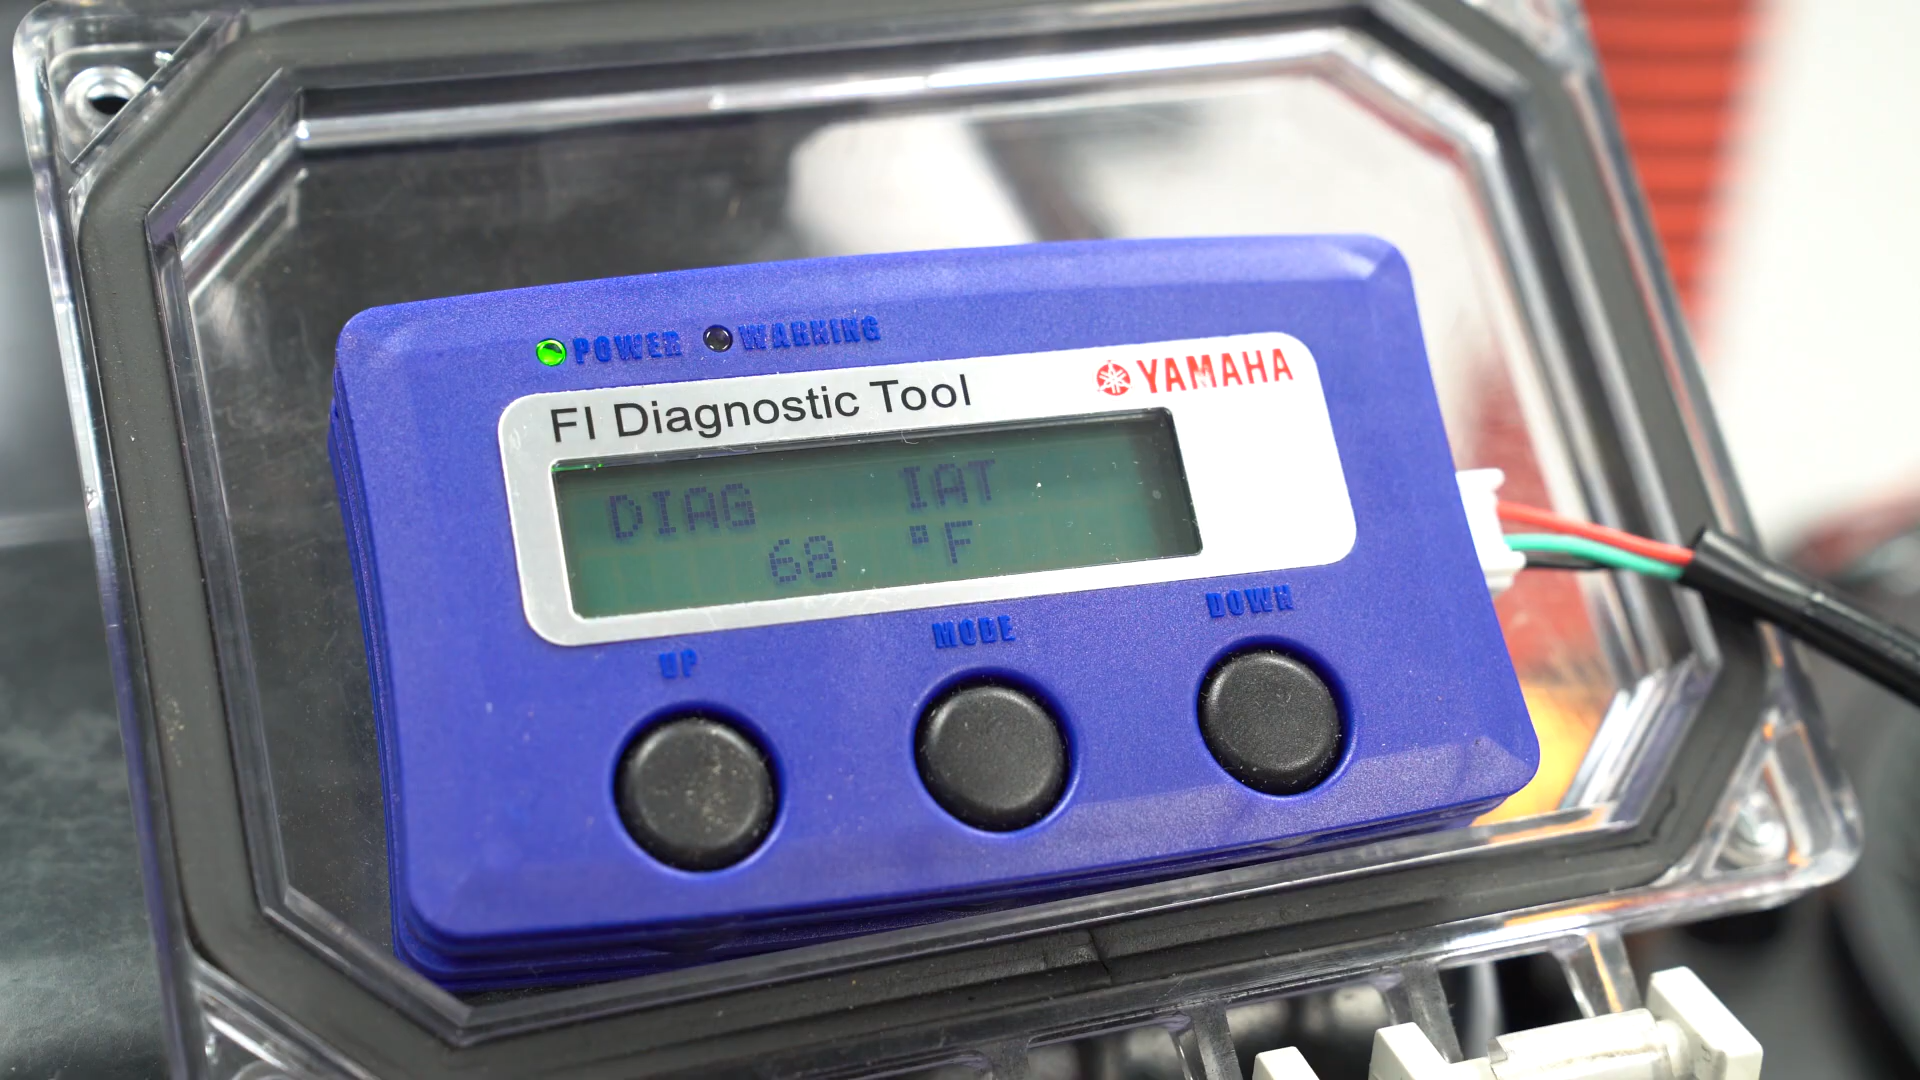 POWER WARNING
FI Diagnostic Tool YAMAHA
DIAG IAT
68 °F
UP MODE DOWN